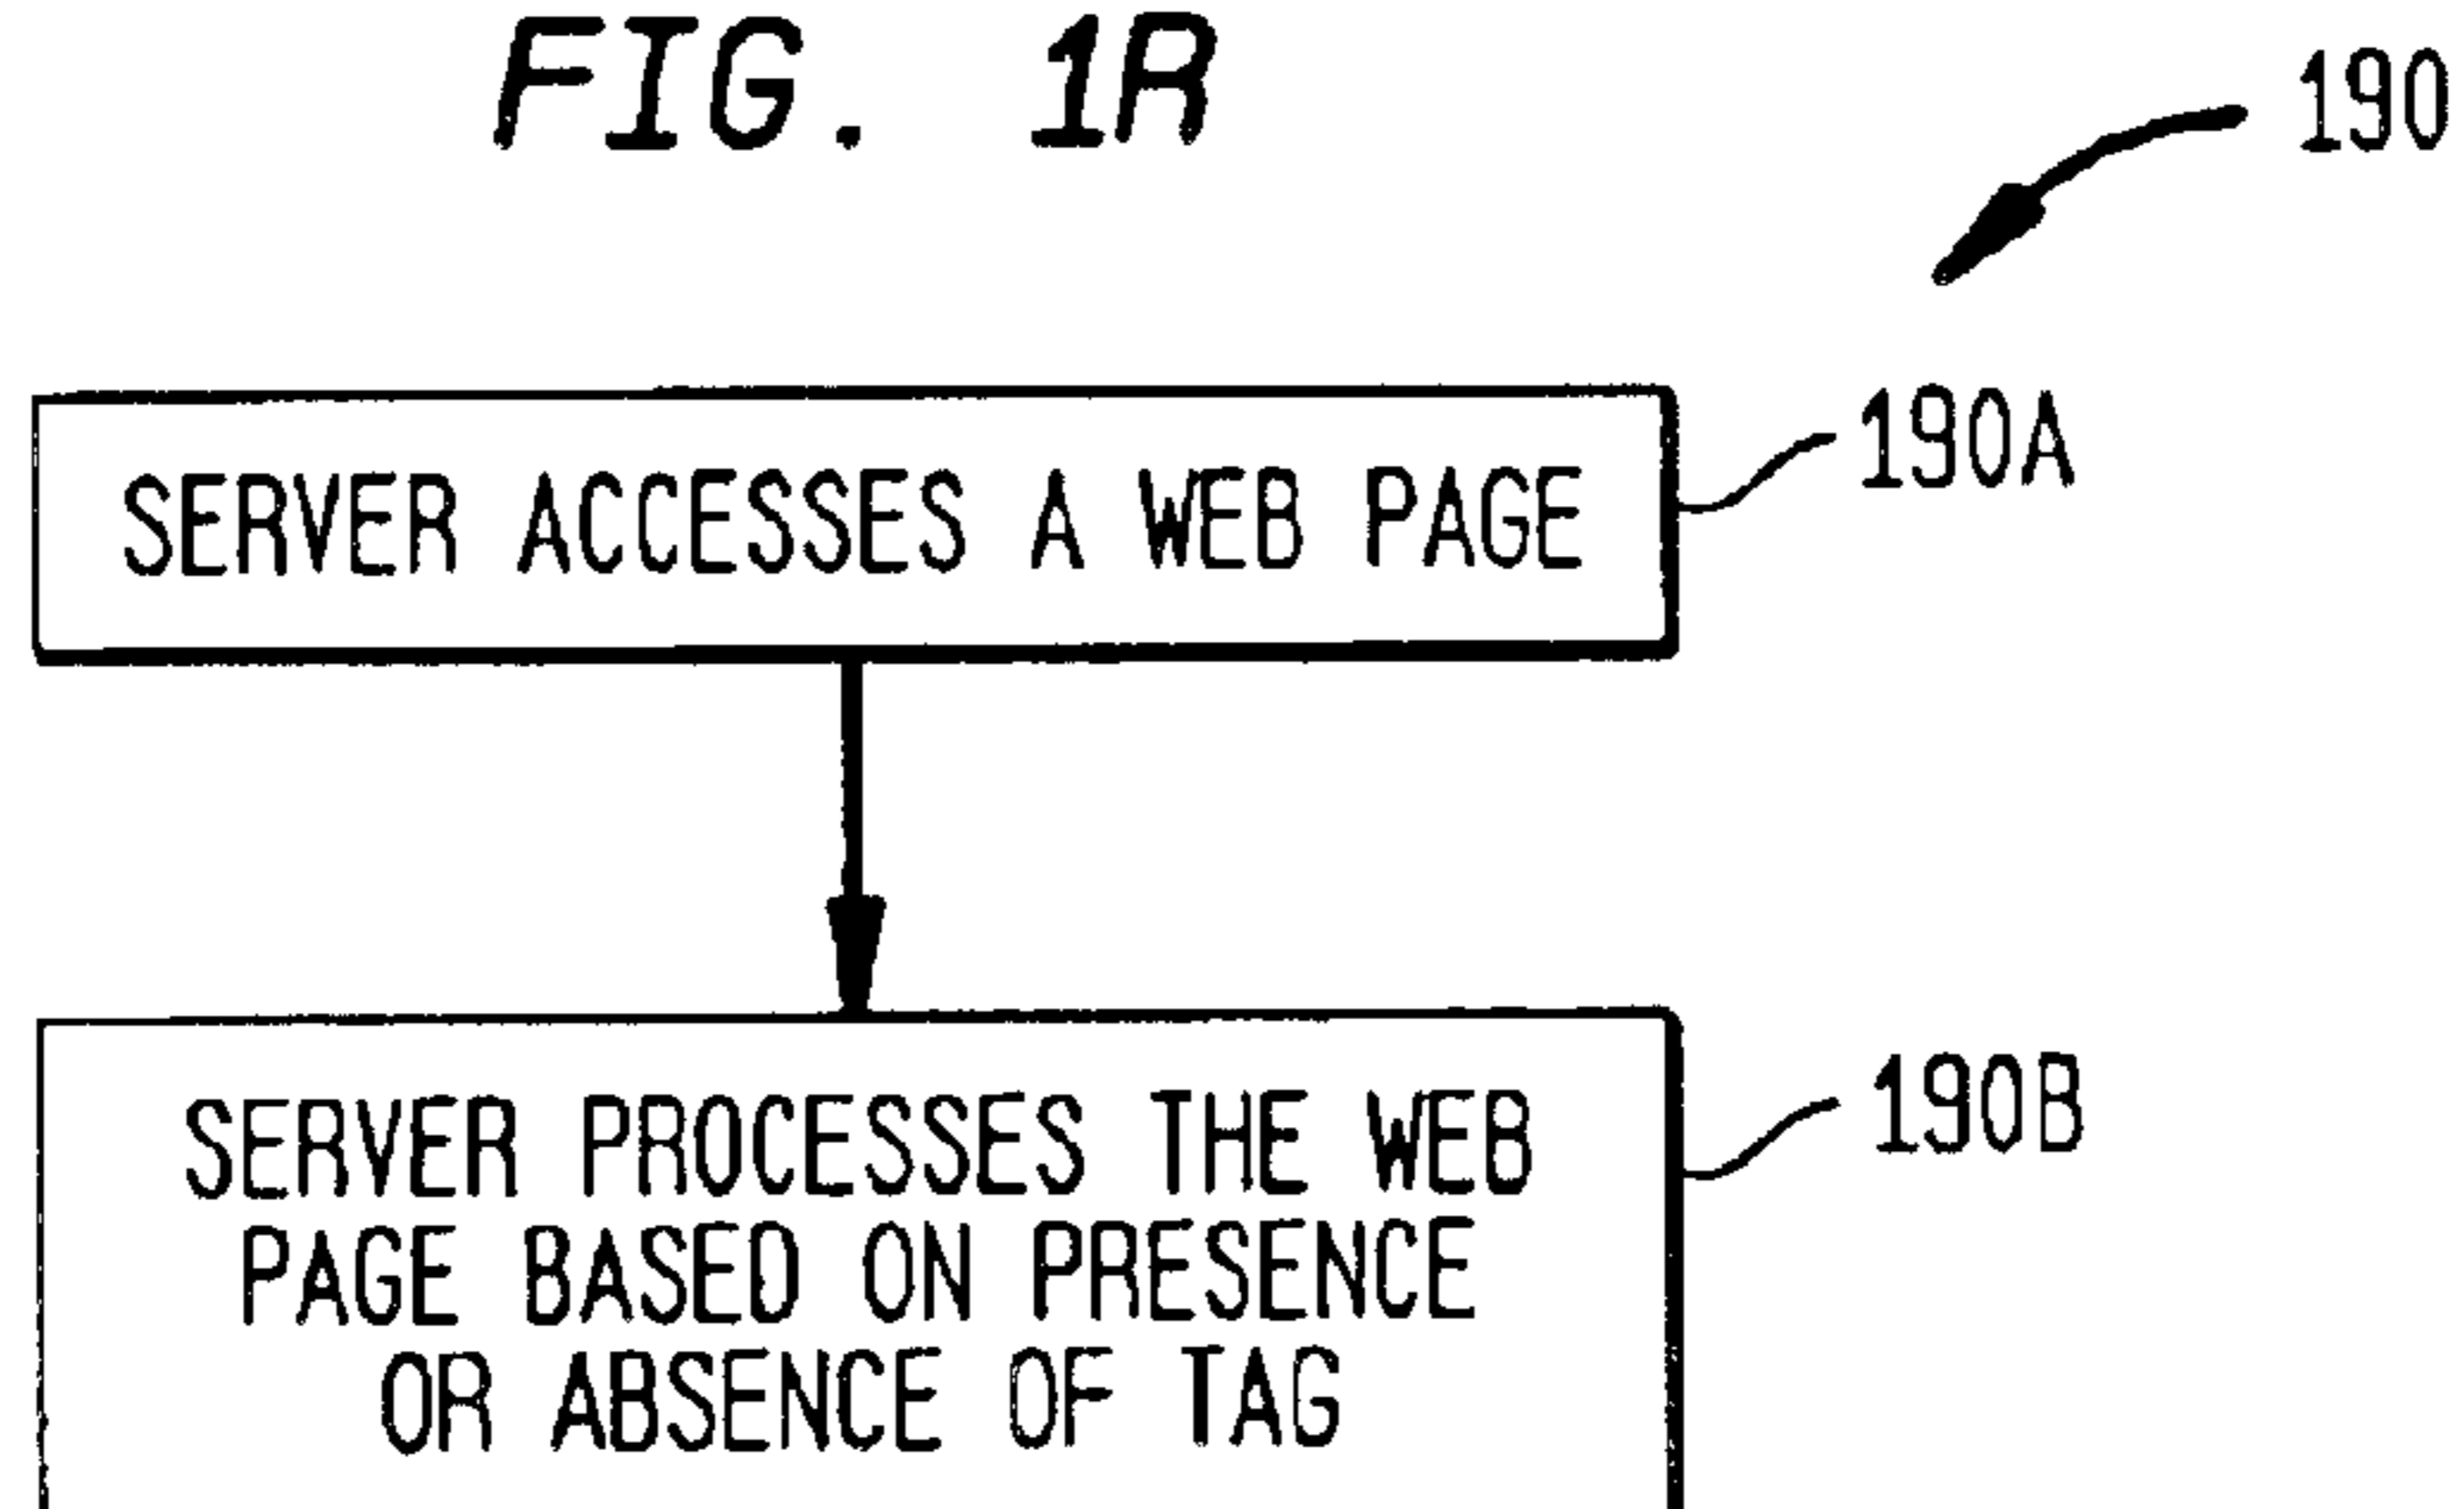 FIG. 1R
190
190A
SERVER ACCESSES A WEB PAGE
190B
SERVER PROCESSES THE WEB
PAGE BASED ON PRESENCE
OR ABSENCE OF TAG